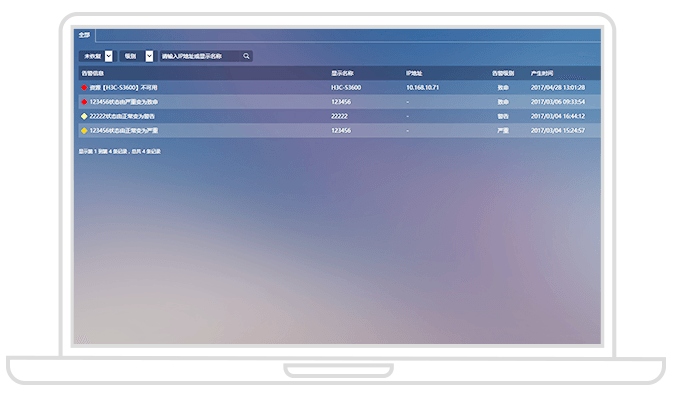 全部
未恢复 级别 请输入IP地址或显示名称
告警信息 显示名称 IP地址 告警级别 产生时间
资源【H3C-S3600】不可用 H3C-S3600 10.168.10.71 致命 2017/04/28 13:01:28
123456状态由严重变为致命 123456 - 致命 2017/03/06 09:33:54
22222状态由正常变为警告 22222 - 警告 2017/03/04 16:44:12
123456状态由正常变为严重 123456 - 严重 2017/03/04 15:24:57
显示第 1 到第 4 条记录，总共 4 条记录